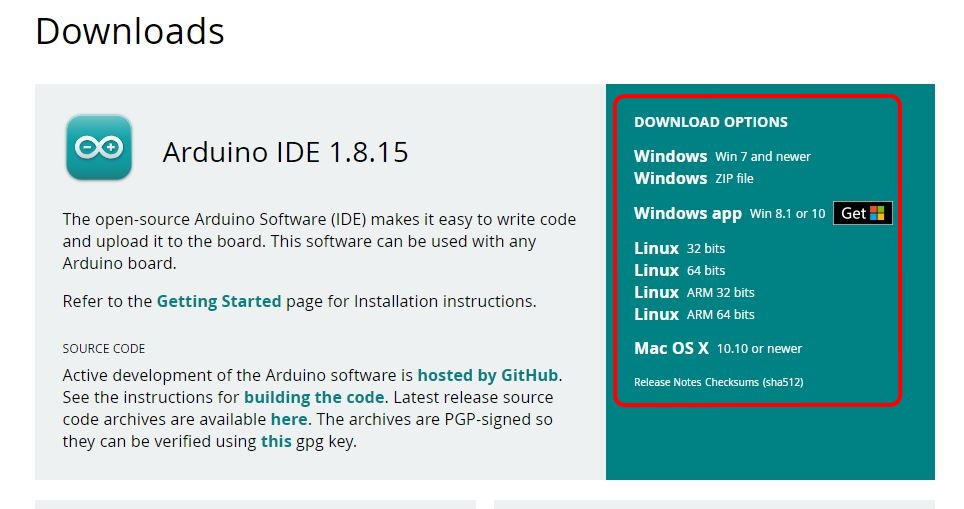 Downloads
Arduino IDE 1.8.15
The open-source Arduino Software (IDE) makes it easy to write code
and upload it to the board. This software can be used with any
Arduino board.
Refer to the Getting Started page for Installation instructions.
SOURCE CODE
Active development of the Arduino software is hosted by GitHub.
See the instructions for building the code. Latest release source
code archives are available here. The archives are PGP-signed so
they can be verified using this gpg key.
DOWNLOAD OPTIONS
Windows Win 7 and newer
Windows ZIP file
Windows app Win 8.1 or 10 Get
Linux 32 bits
Linux 64 bits
Linux ARM 32 bits
Linux ARM 64 bits
Mac OS X 10.10 or newer
Release Notes Checksums (sha512)